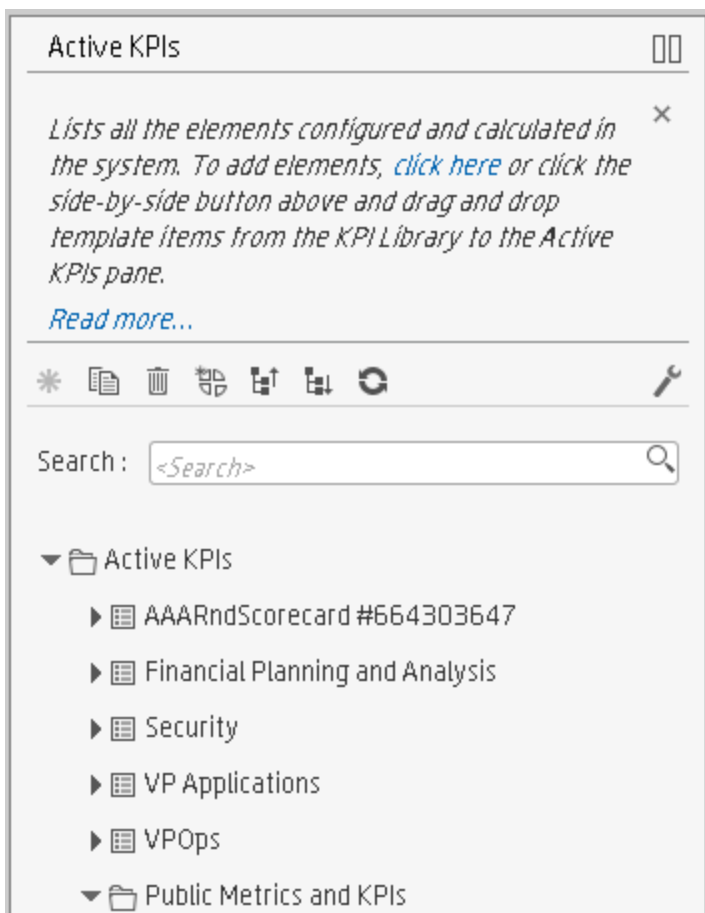 Active KPIs
Lists all the elements configured and calculated in
the system. To add elements, click here or click the
side-by-side button above and drag and drop
template items from the KPI Library to the Active
KPIs pane.
Read more...
Search :
<Search>
Active KPIs
AAARndScorecard #664303647
Financial Planning and Analysis
Security
VP Applications
VPOps
Public Metrics and KPIs